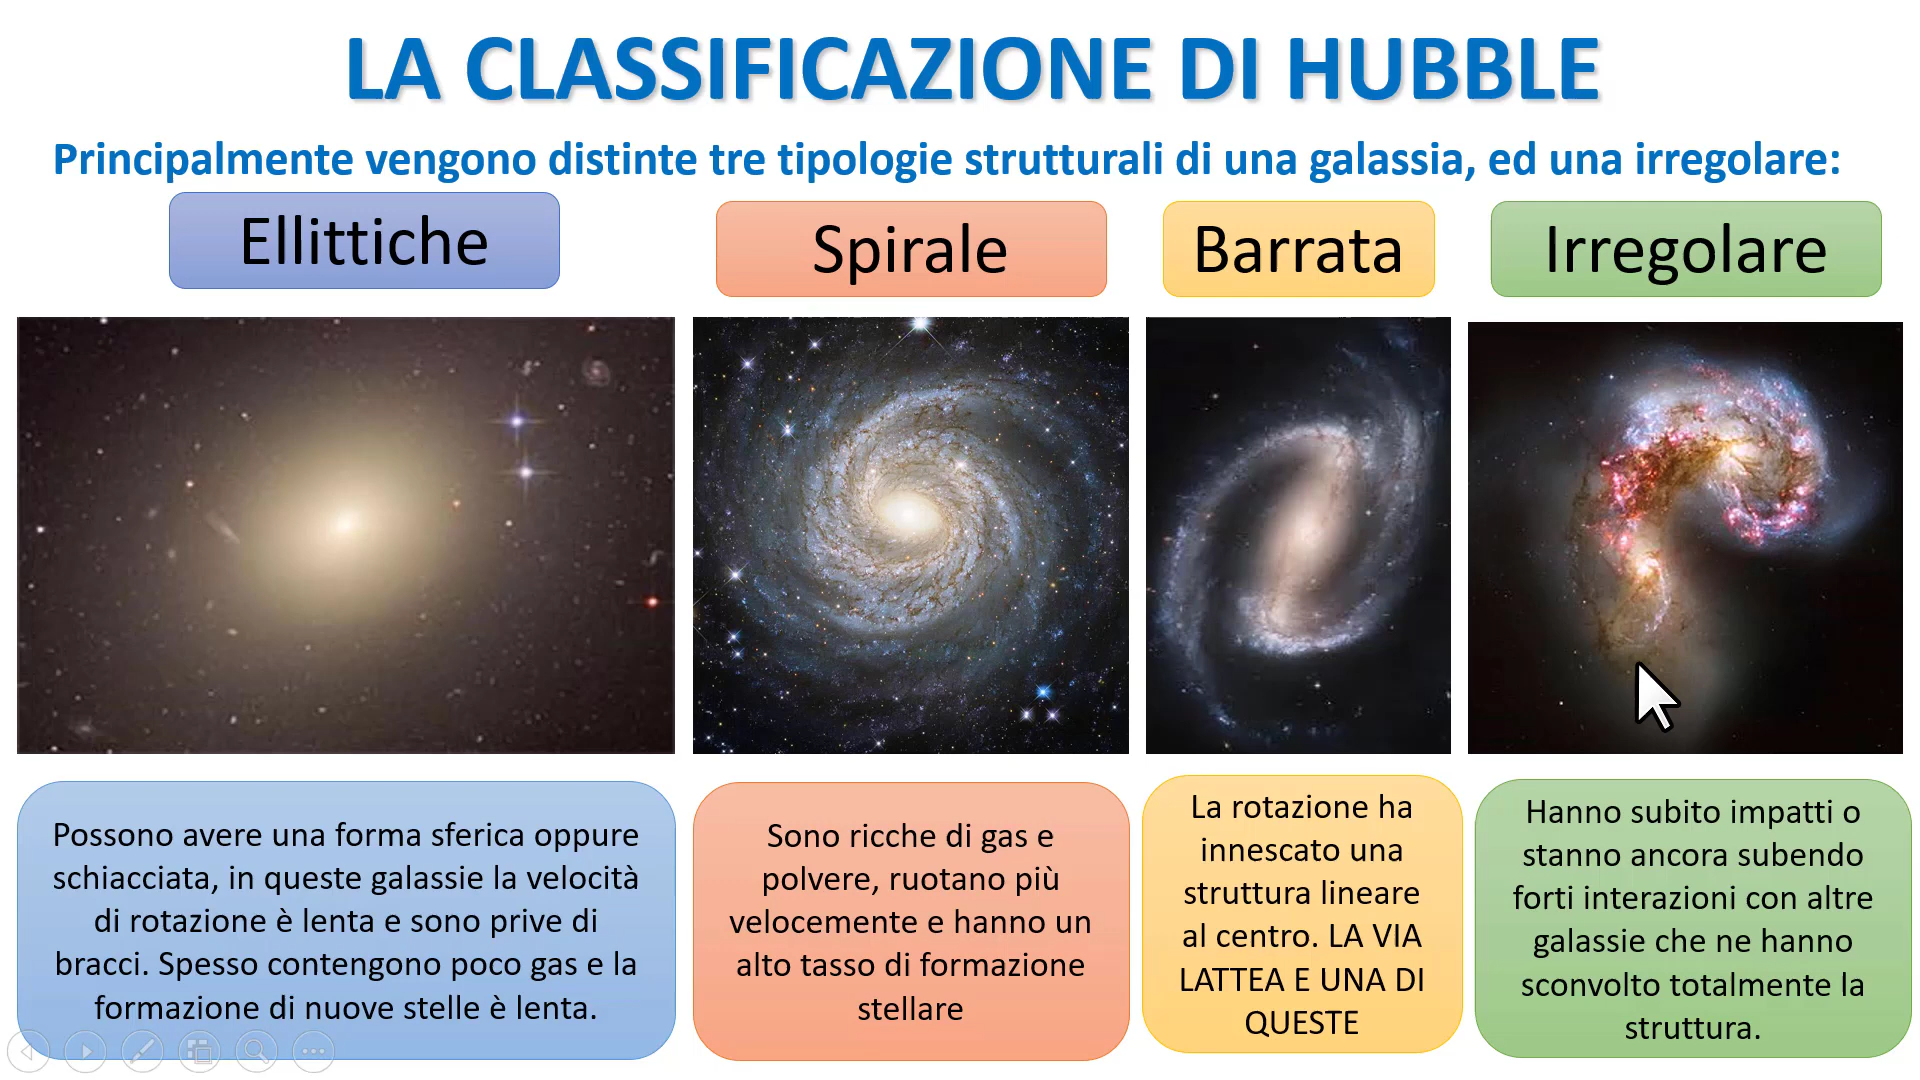 LA CLASSIFICAZIONE DI HUBBLE
Principalmente vengono distinte tre tipologie strutturali di una galassia, ed una irregolare:
Ellittiche
Spirale
Barrata
Irregolare
Possono avere una forma sferica oppure
schiacciata, in queste galassie la velocità
di rotazione è lenta e sono prive di
bracci. Spesso contengono poco gas e la
formazione di nuove stelle è lenta.
Sono ricche di gas e
polvere, ruotano più
velocemente e hanno un
alto tasso di formazione
stellare
La rotazione ha
innescato una
struttura lineare
al centro. LA VIA
LATTEA E UNA DI
QUESTE
Hanno subito impatti o
stanno ancora subendo
forti interazioni con altre
galassie che ne hanno
sconvolto totalmente la
struttura.